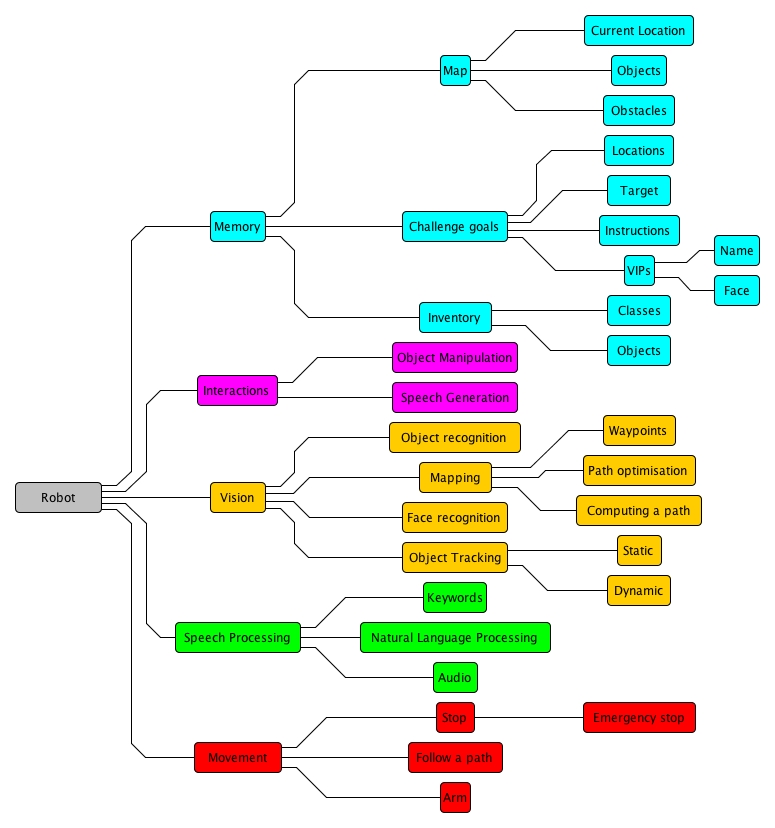 Robot
Memory
Map
Current Location
Objects
Obstacles
Challenge goals
Locations
Target
Instructions
VIPs
Name
Face
Inventory
Classes
Objects
Interactions
Object Manipulation
Speech Generation
Vision
Object recognition
Mapping
Waypoints
Path optimisation
Computing a path
Face recognition
Object Tracking
Static
Dynamic
Speech Processing
Keywords
Natural Language Processing
Audio
Movement
Stop
Emergency stop
Follow a path
Arm